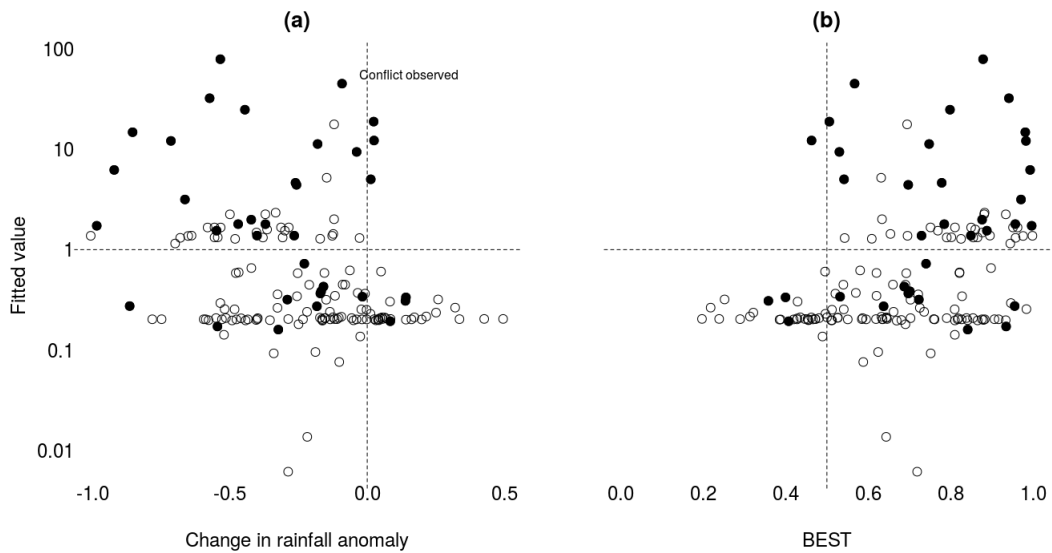 (a)
(b)
100
10
1
0.1
0.01
Fitted value
Conflict observed
-1.0
-0.5
0.0
0.5
0.0
0.2
0.4
0.6
0.8
1.0
Change in rainfall anomaly
BEST